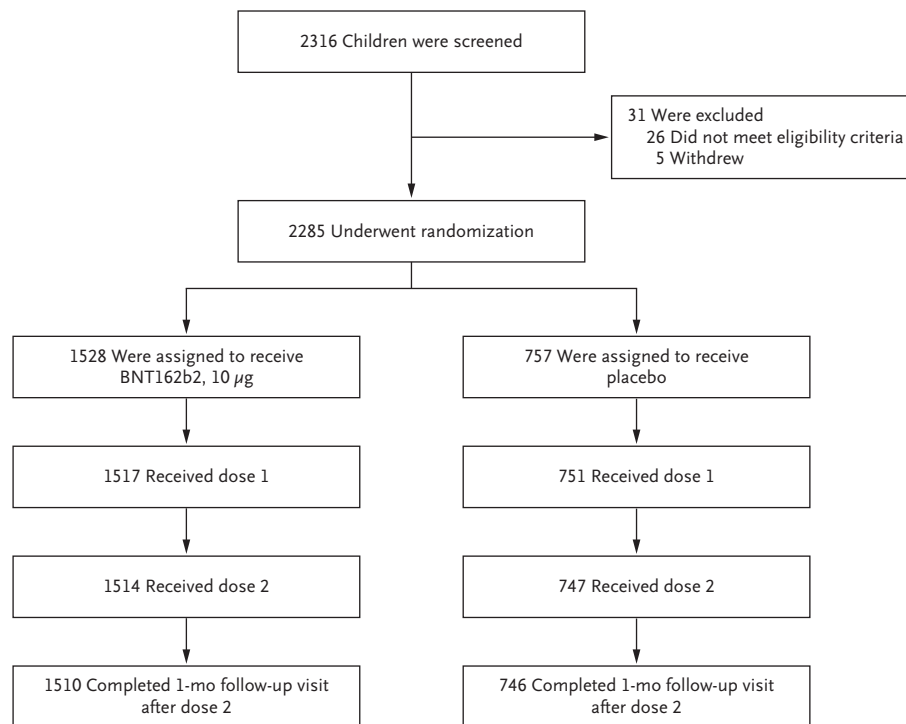 2316 Children were screened
31 Were excluded
26 Did not meet eligibility criteria
5 Withdrew
2285 Underwent randomization
1528 Were assigned to receive
BNT162b2, 10 µg
757 Were assigned to receive
placebo
1517 Received dose 1
751 Received dose 1
1514 Received dose 2
747 Received dose 2
1510 Completed 1-mo follow-up visit
after dose 2
746 Completed 1-mo follow-up visit
after dose 2